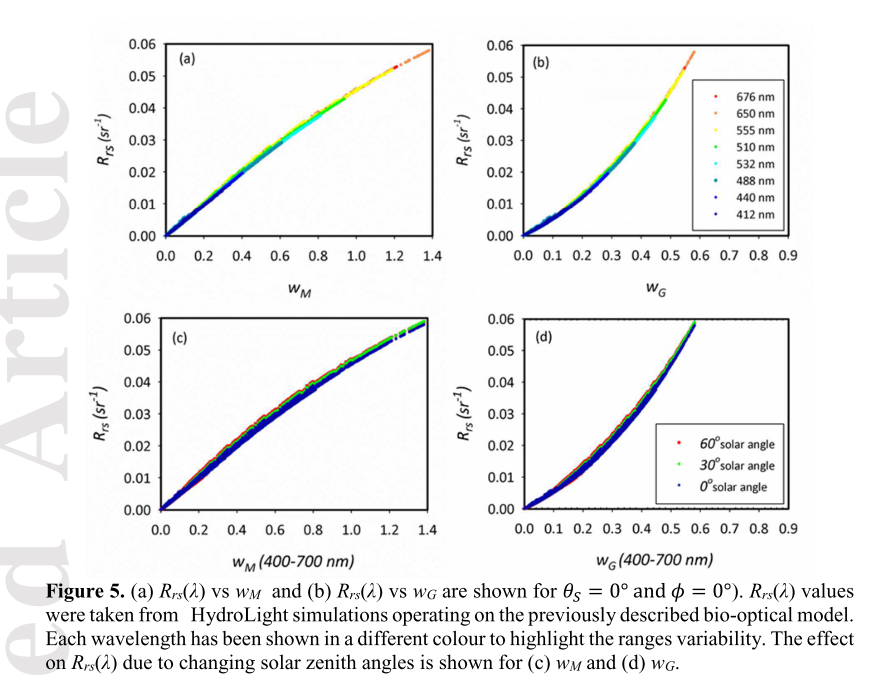 ed Article
0.06
0.05
0.04
0.03
0.02
0.01
0.00
Rrs (sr-1)
(a)
0.0 0.2 0.4 0.6 0.8 1.0 1.2 1.4
wM
0.06
0.05
0.04
0.03
0.02
0.01
0.00
Rrs (sr-1)
(b)
676 nm
650 nm
555 nm
510 nm
532 nm
488 nm
440 nm
412 nm
0.0 0.1 0.2 0.3 0.4 0.5 0.6 0.7 0.8 0.9
wG
0.06
0.05
0.04
0.03
0.02
0.01
0.00
Rrs (sr-1)
(c)
0.0 0.2 0.4 0.6 0.8 1.0 1.2 1.4
wM (400-700 nm)
0.06
0.05
0.04
0.03
0.02
0.01
0.00
Rrs (sr-1)
(d)
60° solar angle
30° solar angle
0° solar angle
0.0 0.1 0.2 0.3 0.4 0.5 0.6 0.7 0.8 0.9
wG (400-700 nm)
Figure 5. (a) Rrs(λ) vs wM and (b) Rrs(λ) vs wG are shown for θS = 0° and ϕ = 0°). Rrs(λ) values
were taken from HydroLight simulations operating on the previously described bio-optical model.
Each wavelength has been shown in a different colour to highlight the ranges variability. The effect
on Rrs(λ) due to changing solar zenith angles is shown for (c) wM and (d) wG.